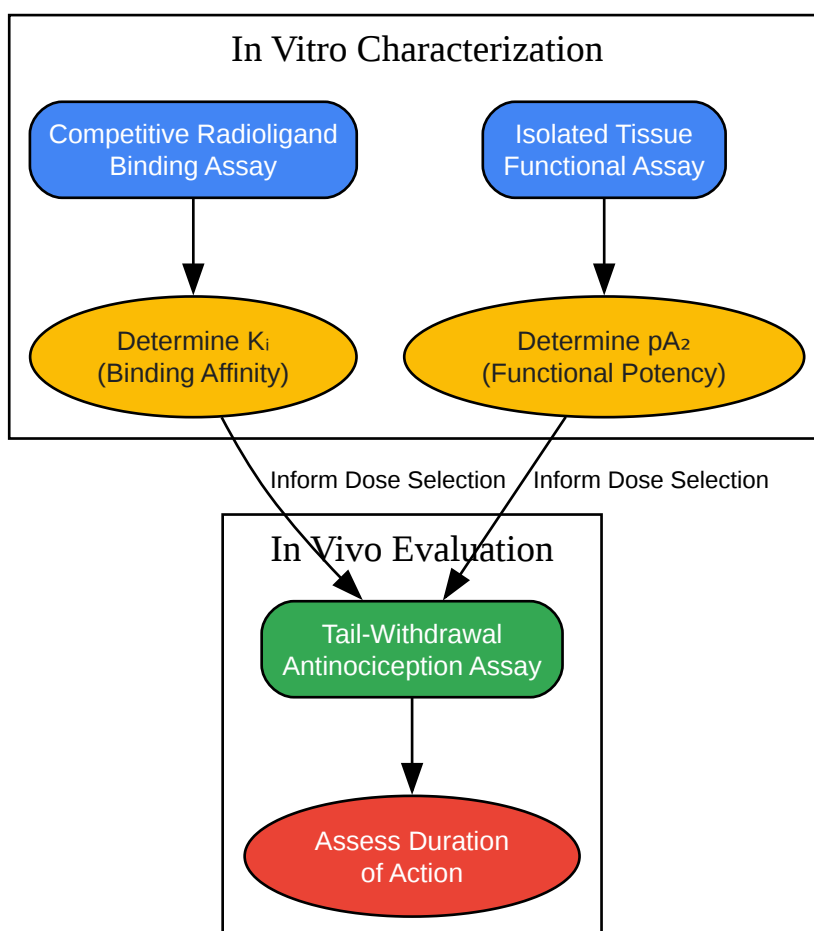 In Vitro Characterization
Competitive Radioligand
Binding Assay
Isolated Tissue
Functional Assay
Determine Kᵢ
(Binding Affinity)
Determine pA₂
(Functional Potency)
Inform Dose Selection
Inform Dose Selection
In Vivo Evaluation
Tail-Withdrawal
Antinociception Assay
Assess Duration
of Action